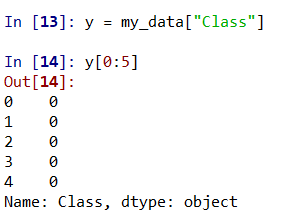 In [13]: y = my_data["Class"]
In [14]: y[0:5]
Out[14]:
0    0
1    0
2    0
3    0
4    0
Name: Class, dtype: object